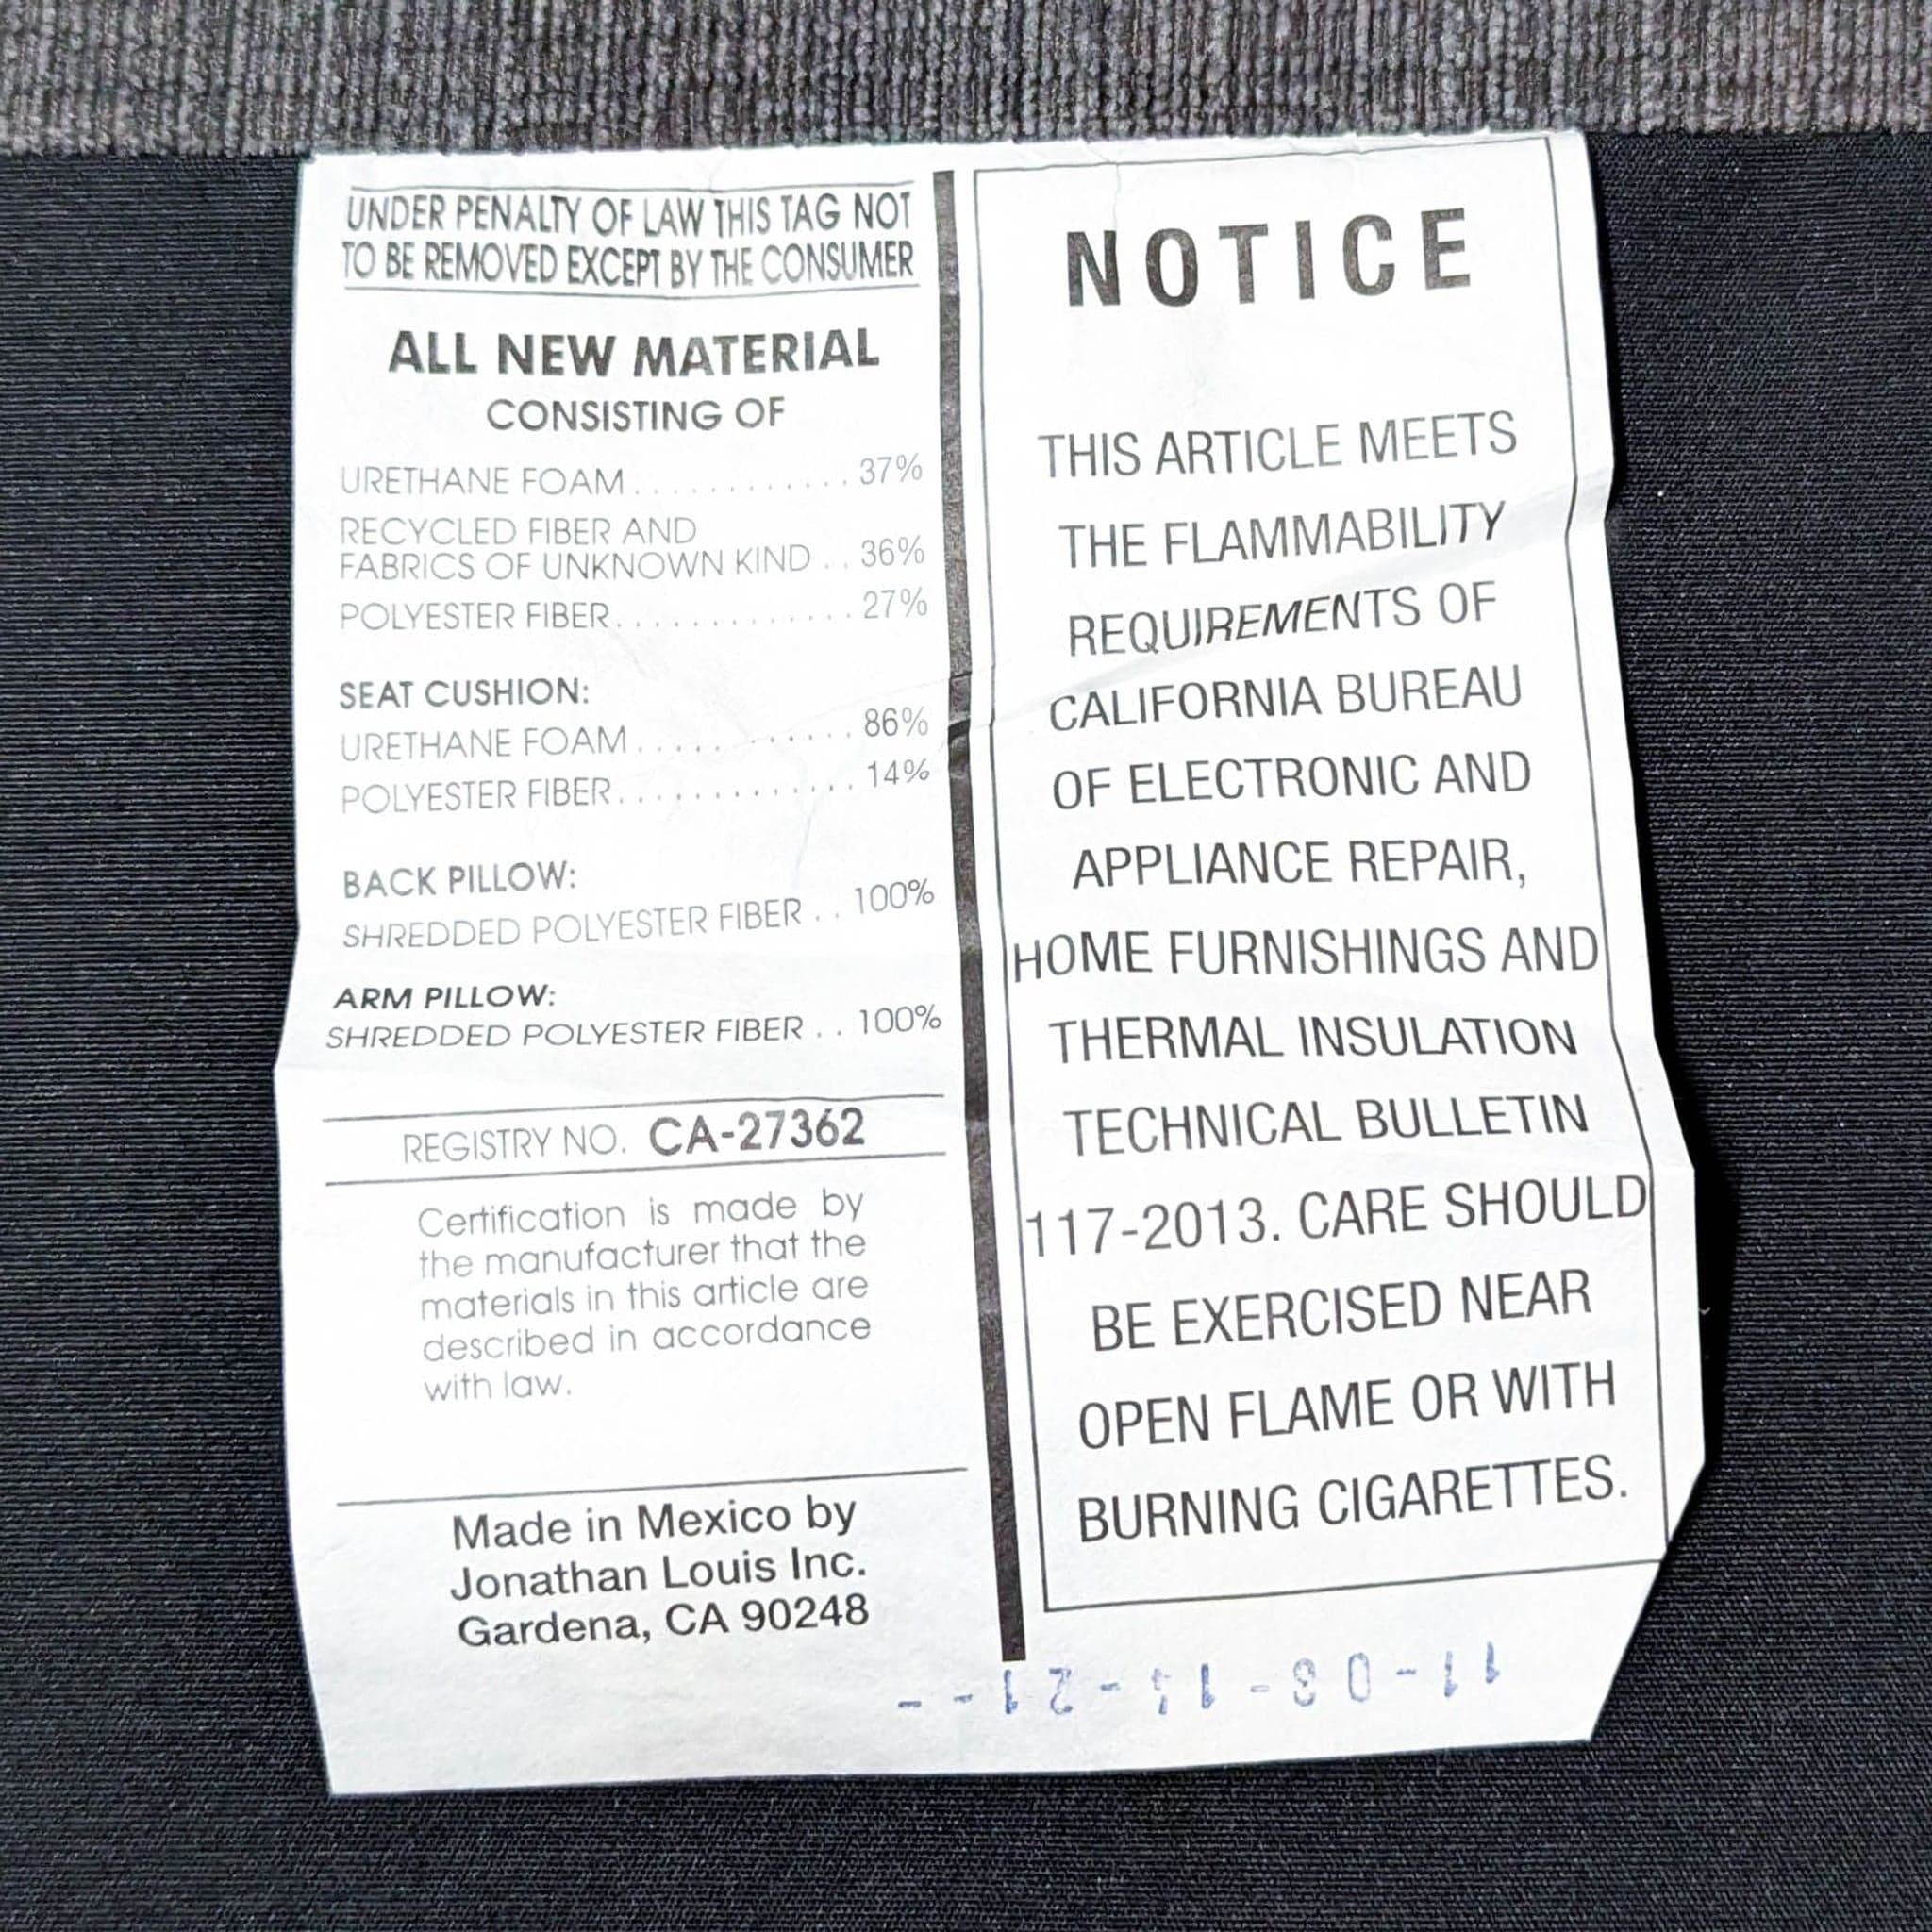 UNDER PENALTY OF LAW THIS TAG NOT
TO BE REMOVED EXCEPT BY THE CONSUMER
ALL NEW MATERIAL
CONSISTING OF
URETHANE FOAM............37%
RECYCLED FIBER AND
FABRICS OF UNKNOWN KIND..36%
POLYESTER FIBER.............27%
SEAT CUSHION:
URETHANE FOAM............86%
POLYESTER FIBER.............14%
BACK PILLOW:
SHREDDED POLYESTER FIBER..100%
ARM PILLOW:
SHREDDED POLYESTER FIBER..100%
REGISTRY NO. CA-27362
Certification is made by
the manufacturer that the
materials in this article are
described in accordance
with law.
Made in Mexico by
Jonathan Louis Inc.
Gardena, CA 90248
NOTICE
THIS ARTICLE MEETS
THE FLAMMABILITY
REQUIREMENTS OF
CALIFORNIA BUREAU
OF ELECTRONIC AND
APPLIANCE REPAIR,
HOME FURNISHINGS AND
THERMAL INSULATION
TECHNICAL BULLETIN
117-2013. CARE SHOULD
BE EXERCISED NEAR
OPEN FLAME OR WITH
BURNING CIGARETTES.